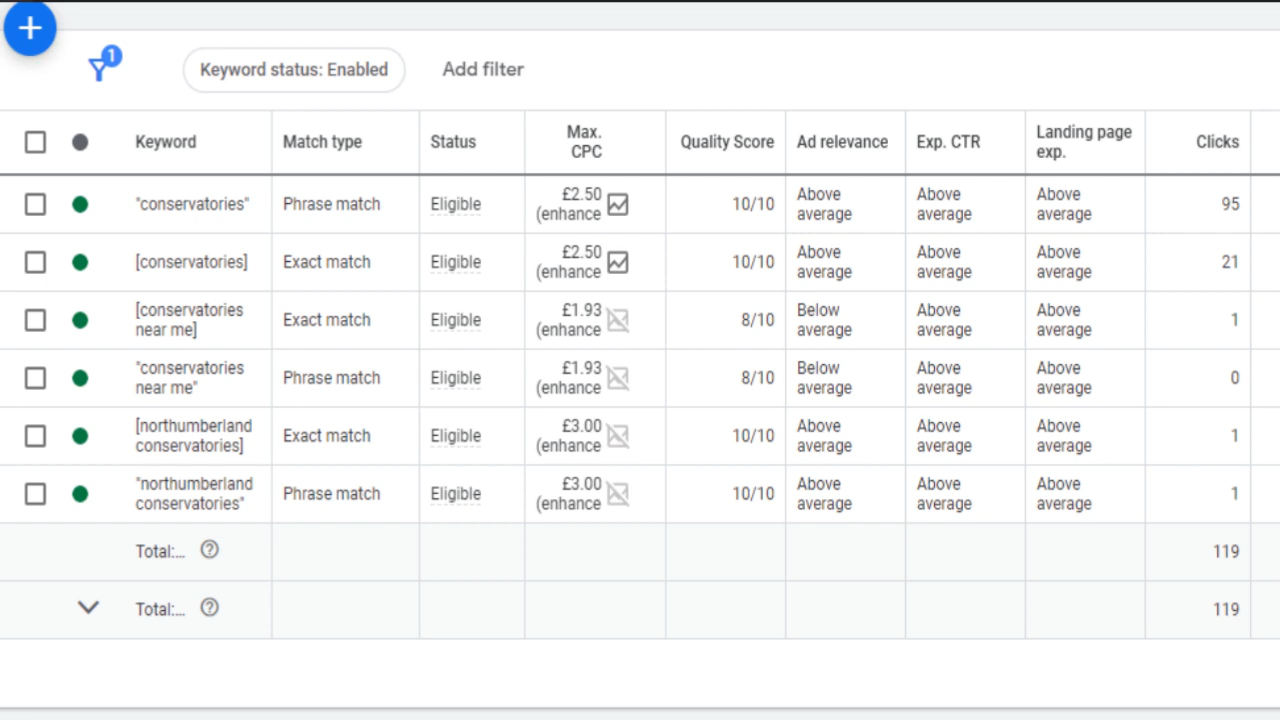 +
1
Keyword status: Enabled Add filter
Keyword Match type Status Max. CPC Quality Score Ad relevance Exp. CTR Landing page exp. Clicks
"conservatories" Phrase match Eligible £2.50 (enhance 10/10 Above average Above average Above average 95
[conservatories] Exact match Eligible £2.50 (enhance 10/10 Above average Above average Above average 21
[conservatories near me] Exact match Eligible £1.93 (enhance 8/10 Below average Above average Above average 1
"conservatories near me" Phrase match Eligible £1.93 (enhance 8/10 Below average Above average Above average 0
[northumberland conservatories] Exact match Eligible £3.00 (enhance 10/10 Above average Above average Above average 1
"northumberland conservatories" Phrase match Eligible £3.00 (enhance 10/10 Above average Above average Above average 1
Total:... ? 119
Total:... ? 119